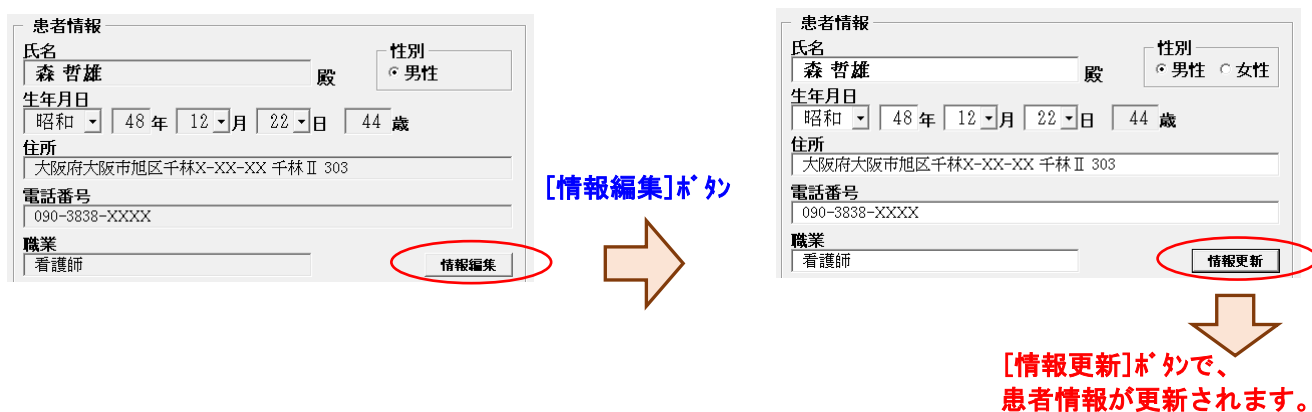 患者情報
氏名
森 哲雄 殿
性別
男性
生年月日
昭和 48 年 12 月 22 日 44 歳
住所
大阪府大阪市旭区千林X-XX-XX 千林Ⅱ 303
電話番号
090-3838-XXXX
職業
看護師
情報編集
[情報編集]ﾎﾞﾀﾝ
患者情報
氏名
森 哲雄 殿
性別
男性 女性
生年月日
昭和 48 年 12 月 22 日 44 歳
住所
大阪府大阪市旭区千林X-XX-XX 千林Ⅱ 303
電話番号
090-3838-XXXX
職業
看護師
情報更新
[情報更新]ﾎﾞﾀﾝで、
患者情報が更新されます。